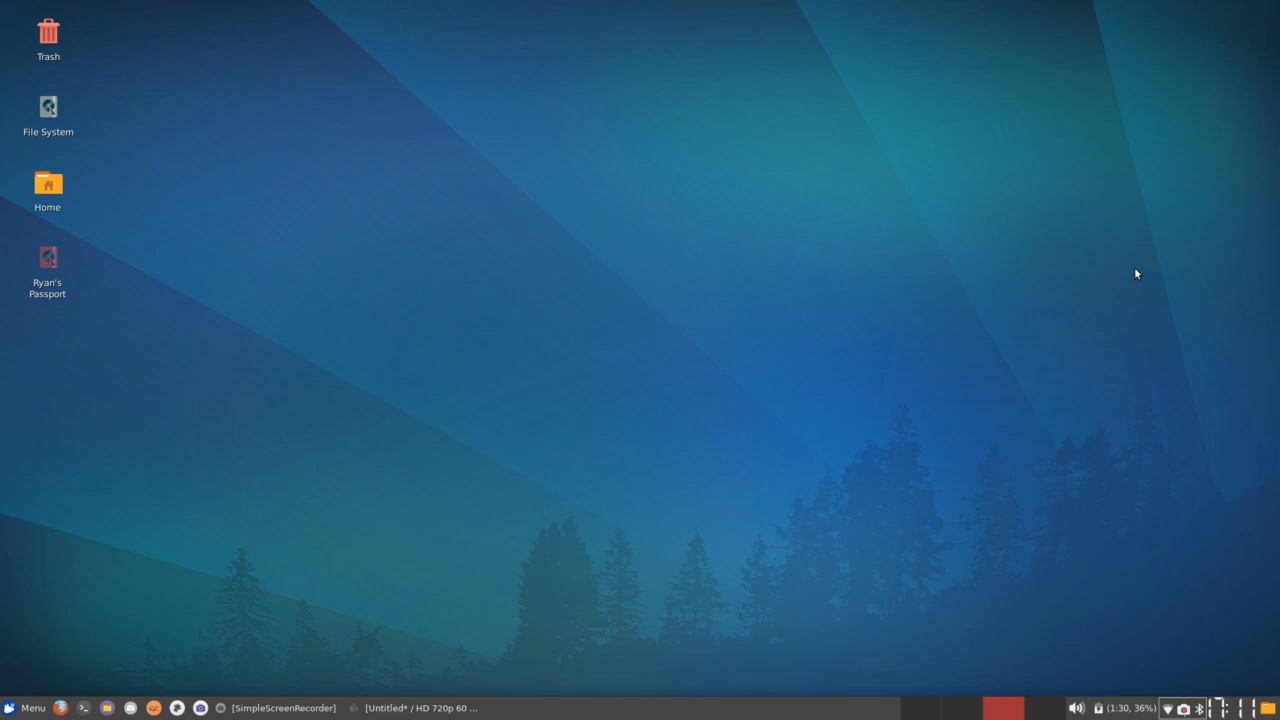 Trash
File System
Home
Ryan's
Passport
Menu
[SimpleScreenRecorder]
[Untitled* / HD 720p 60 ...
(1:30, 36%)